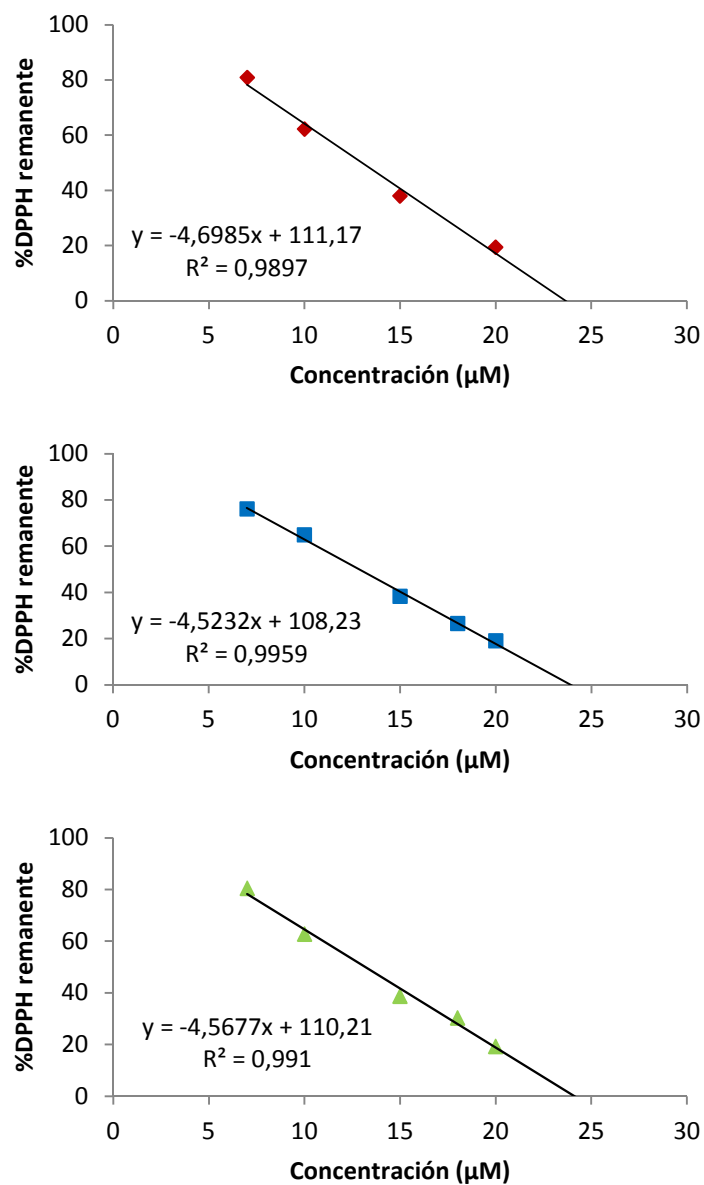 100
80
60
40
20
0
%DPPH remanente
y = -4,6985x + 111,17
R² = 0,9897
0 5 10 15 20 25 30
Concentración (µM)
100
80
60
40
20
0
%DPPH remanente
y = -4,5232x + 108,23
R² = 0,9959
0 5 10 15 20 25 30
Concentración (µM)
100
80
60
40
20
0
%DPPH remanente
y = -4,5677x + 110,21
R² = 0,991
0 5 10 15 20 25 30
Concentración (µM)